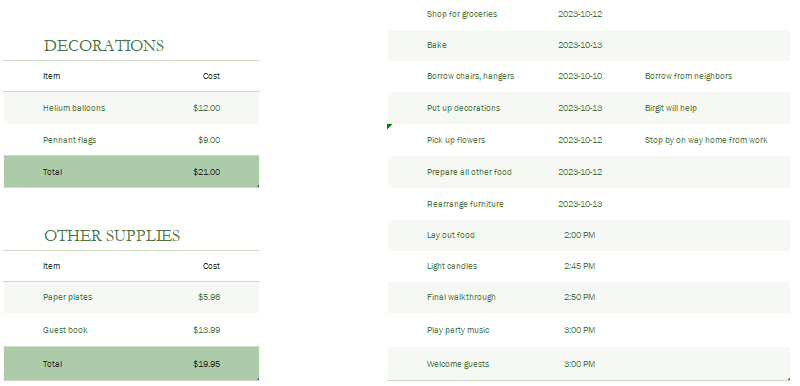 DECORATIONS
Item Cost
Helium balloons $12.00
Pennant flags $9.00
Total $21.00
OTHER SUPPLIES
Item Cost
Paper plates $5.96
Guest book $13.99
Total $19.95
Shop for groceries 2023-10-12
Bake 2023-10-13
Borrow chairs, hangers 2023-10-10 Borrow from neighbors
Put up decorations 2023-10-13 Birgit will help
Pick up flowers 2023-10-12 Stop by on way home from work
Prepare all other food 2023-10-12
Rearrange furniture 2023-10-13
Lay out food 2:00 PM
Light candles 2:45 PM
Final walkthrough 2:50 PM
Play party music 3:00 PM
Welcome guests 3:00 PM